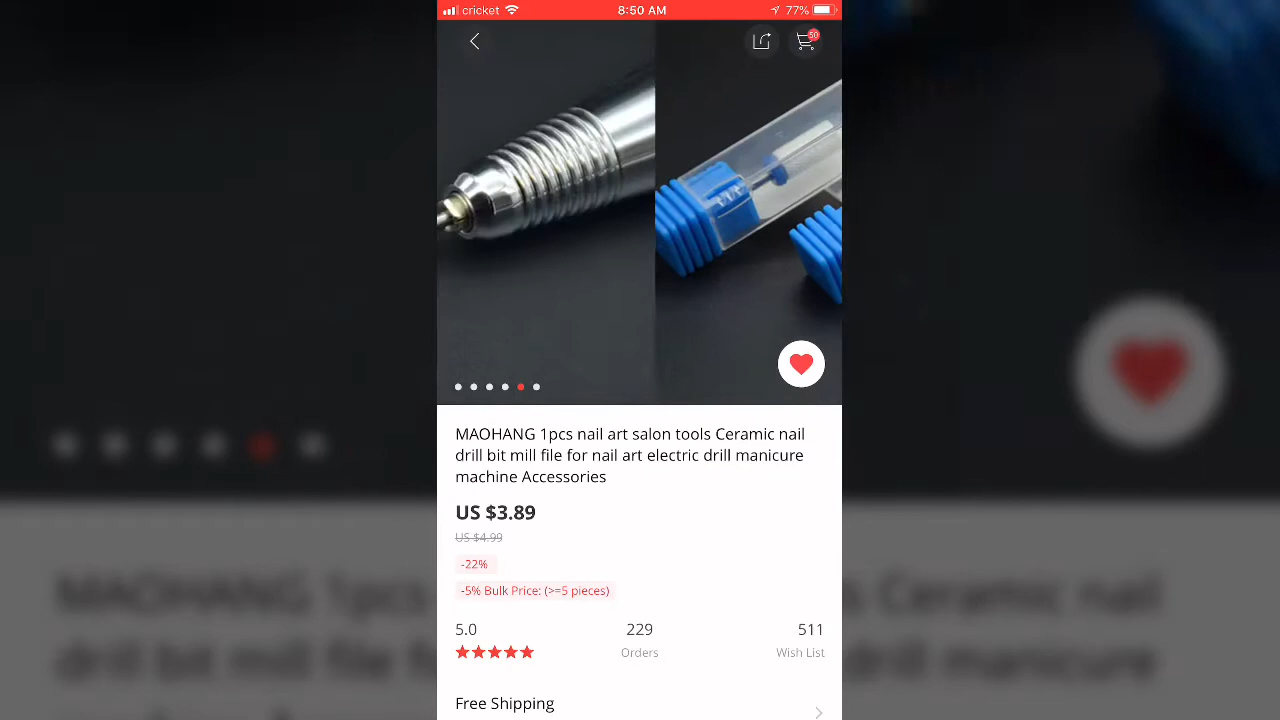 cricket 8:50 AM 77%
50
MAOHANG 1pcs nail art salon tools Ceramic nail
drill bit mill file for nail art electric drill manicure
machine Accessories
US $3.89
US $4.99
-22%
-5% Bulk Price: (>=5 pieces)
5.0 229 511
Orders Wish List
Free Shipping